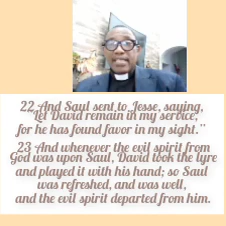 22 And Saul sent to Jesse, saying,
"Let David remain in my service,
for he has found favor in my sight."
23 And whenever the evil spirit from
God was upon Saul, David took the lyre
and played it with his hand; so Saul
was refreshed, and was well,
and the evil spirit departed from him.